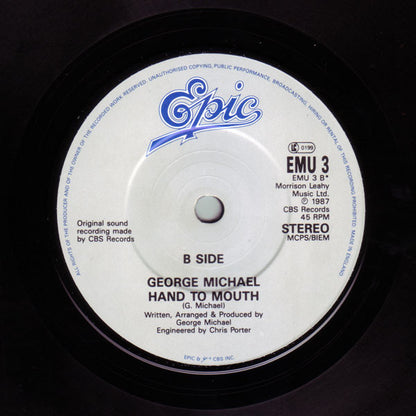 ALL RIGHTS OF THE PRODUCER AND OF THE OWNER OF THE RECORDED WORK RESERVED. UNAUTHORISED COPYING, PUBLIC PERFORMANCE, BROADCASTING, HIRING OR RENTAL OF THIS RECORDING PROHIBITED. MADE IN ENGLAND
Epic
LC 0199
EMU 3
EMU 3 B*
Morrison Leahy
Music Ltd.
℗ 1987
CBS Records
45 RPM
STEREO
MCPS/BIEM
Original sound
recording made
by CBS Records
B SIDE
GEORGE MICHAEL
HAND TO MOUTH
(G. Michael)
Written, Arranged & Produced by
George Michael
Engineered by Chris Porter
EPIC CBS INC.